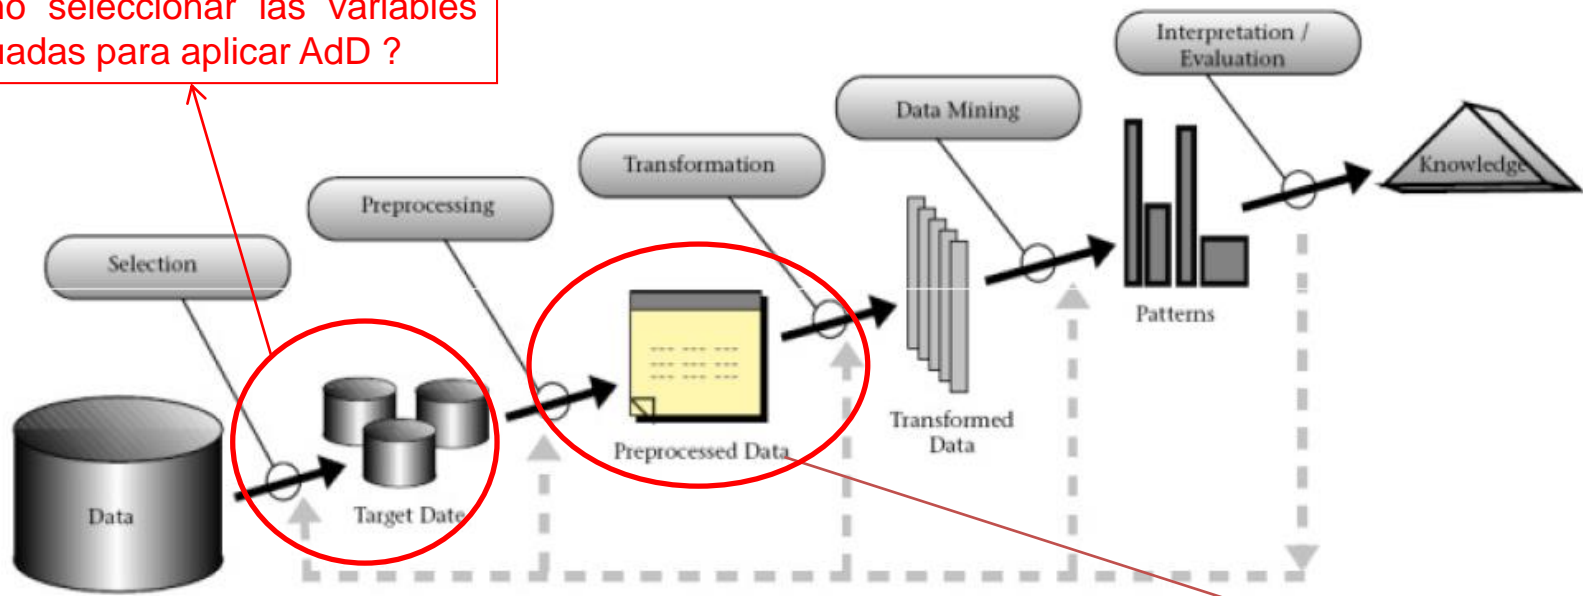 seleccionar las variables
para aplicar AdD ?
Interpretation /
Evaluation
Data Mining
Transformation
Preprocessing
Selection
Knowledge
Patterns
Transformed
Data
Preprocessed Data
Target Date
Data